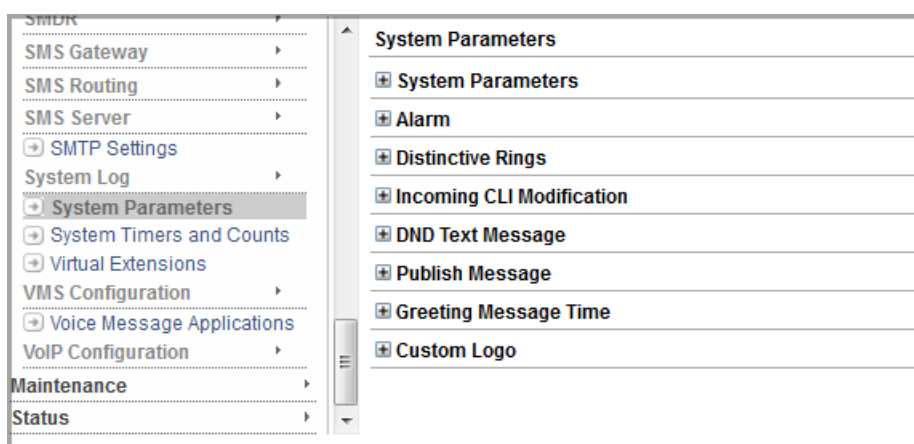 SMDR
SMS Gateway
SMS Routing
SMS Server
SMTP Settings
System Log
System Parameters
System Timers and Counts
Virtual Extensions
VMS Configuration
Voice Message Applications
VoIP Configuration
Maintenance
Status
System Parameters
System Parameters
Alarm
Distinctive Rings
Incoming CLI Modification
DND Text Message
Publish Message
Greeting Message Time
Custom Logo